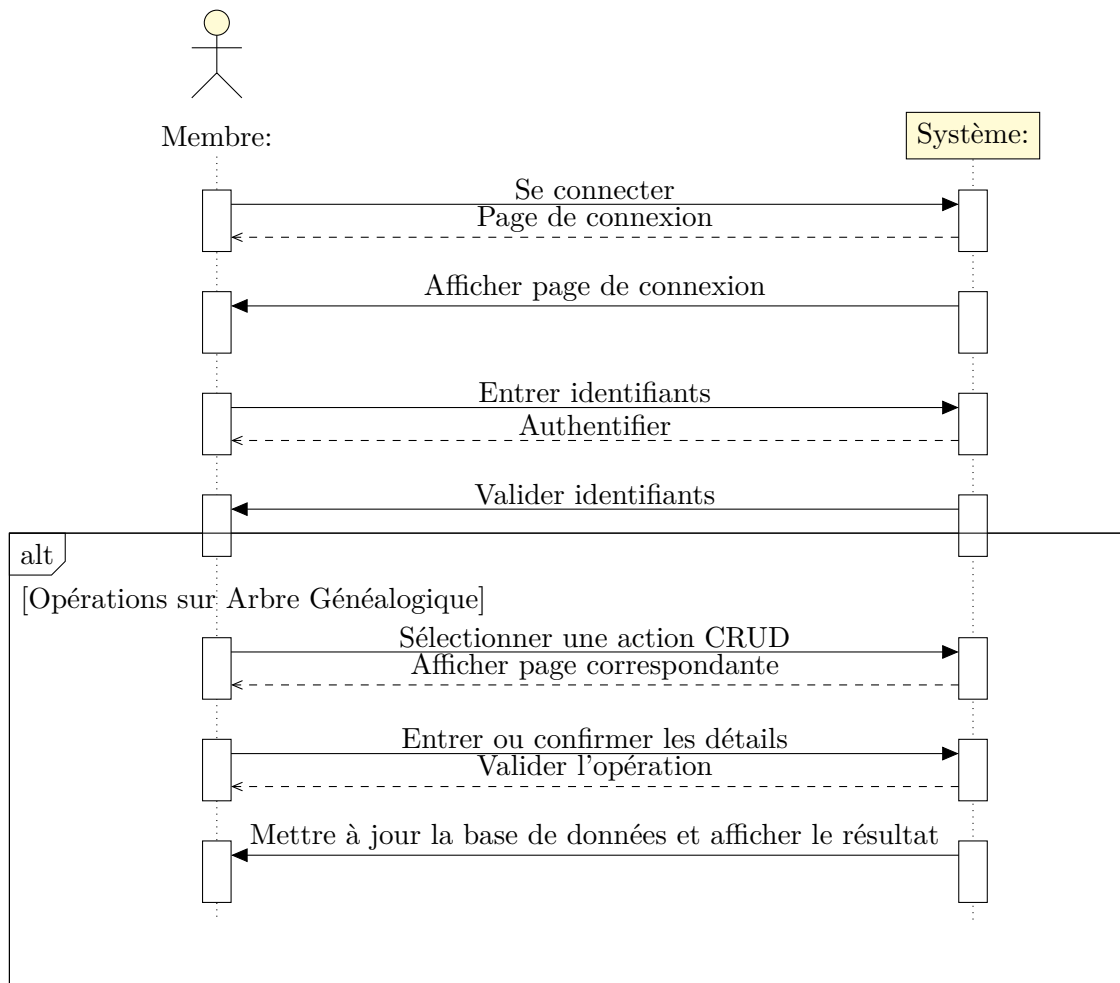 Membre:
Système:
Se connecter
Page de connexion
Afficher page de connexion
Entrer identifiants
Authentifier
Valider identifiants
alt
[Opérations sur Arbre Généalogique]
Sélectionner une action CRUD
Afficher page correspondante
Entrer ou confirmer les détails
Valider l'opération
Mettre à jour la base de données et afficher le résultat